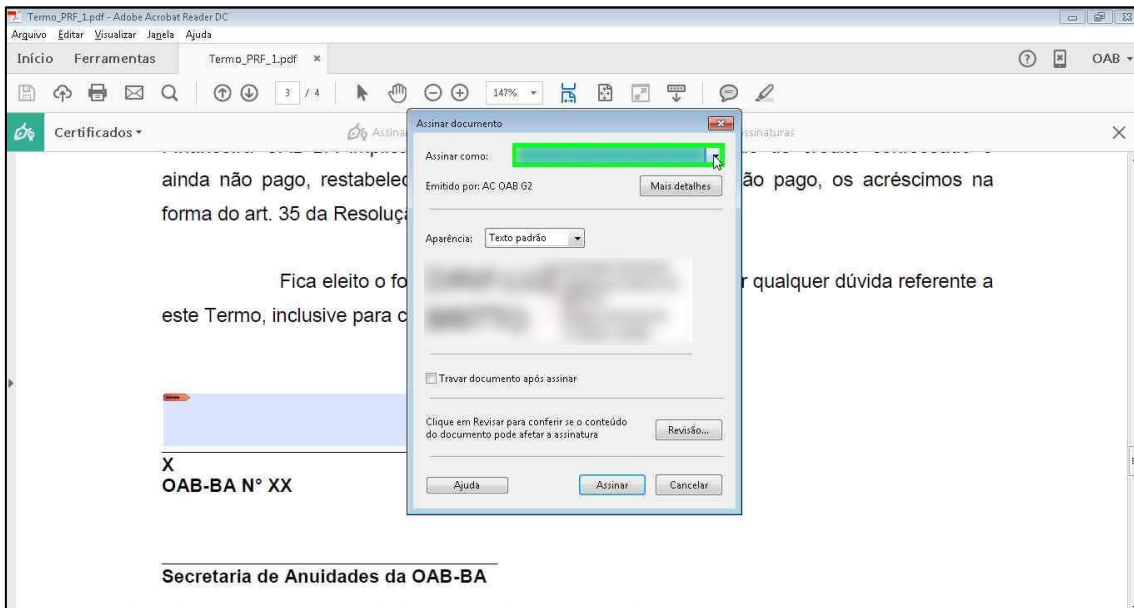 Termo_PRF_1.pdf - Adobe Acrobat Reader DC
Arquivo Editar Visualizar Janela Ajuda
Início Ferramentas Termo_PRF_1.pdf × ? OAB
3 / 4 147%
Certificados Assina ssinaturas
ainda não pago, restabelec ão pago, os acréscimos na
forma do art. 35 da Resoluç
Fica eleito o fo r qualquer dúvida referente a
este Termo, inclusive para c
X
OAB-BA N° XX
Secretaria de Anuidades da OAB-BA
Assinar documento
Assinar como:
Emitido por: AC OAB G2 Mais detalhes
Aparência: Texto padrão
Travar documento após assinar
Clique em Revisar para conferir se o conteúdo
do documento pode afetar a assinatura Revisão...
Ajuda Assinar Cancelar